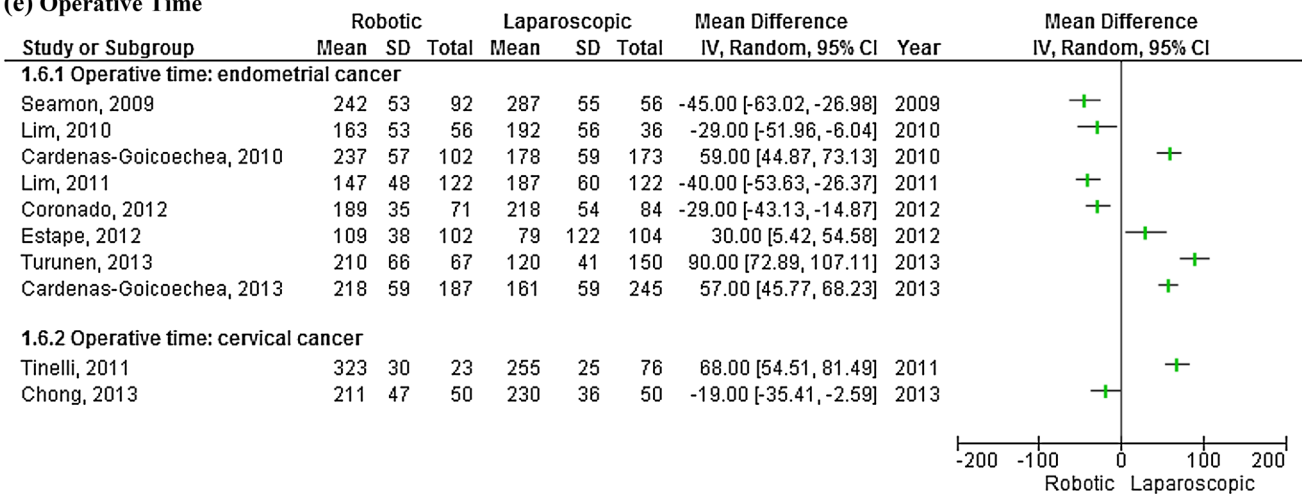 (e) Operative Time
Robotic Laparoscopic Mean Difference Mean Difference
Study or Subgroup Mean SD Total Mean SD Total IV, Random, 95% CI Year IV, Random, 95% CI
1.6.1 Operative time: endometrial cancer
Seamon, 2009 242 53 92 287 55 56 -45.00 [-63.02, -26.98] 2009
Lim, 2010 163 53 56 192 56 36 -29.00 [-51.96, -6.04] 2010
Cardenas-Goicoechea, 2010 237 57 102 178 59 173 59.00 [44.87, 73.13] 2010
Lim, 2011 147 48 122 187 60 122 -40.00 [-53.63, -26.37] 2011
Coronado, 2012 189 35 71 218 54 84 -29.00 [-43.13, -14.87] 2012
Estape, 2012 109 38 102 79 122 104 30.00 [5.42, 54.58] 2012
Turunen, 2013 210 66 67 120 41 150 90.00 [72.89, 107.11] 2013
Cardenas-Goicoechea, 2013 218 59 187 161 59 245 57.00 [45.77, 68.23] 2013
1.6.2 Operative time: cervical cancer
Tinelli, 2011 323 30 23 255 25 76 68.00 [54.51, 81.49] 2011
Chong, 2013 211 47 50 230 36 50 -19.00 [-35.41, -2.59] 2013
-200 -100 0 100 200
Robotic Laparoscopic